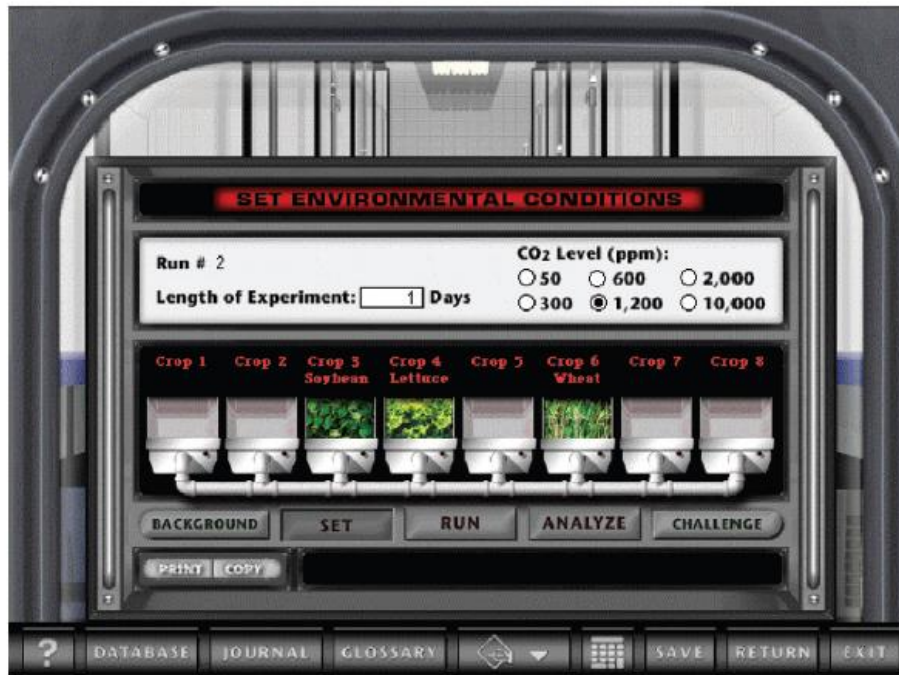 SET ENVIRONMENTAL CONDITIONS
Run # 2
Length of Experiment: 1 Days
CO2 Level (ppm):
50 600 2,000
300 1,200 10,000
Crop 1 Crop 2 Crop 3 Crop 4 Crop 5 Crop 6 Crop 7 Crop 8
Soybean Lettuce Wheat
BACKGROUND SET RUN ANALYZE CHALLENGE
PRINT COPY
? DATABASE JOURNAL GLOSSARY SAVE RETURN EXIT